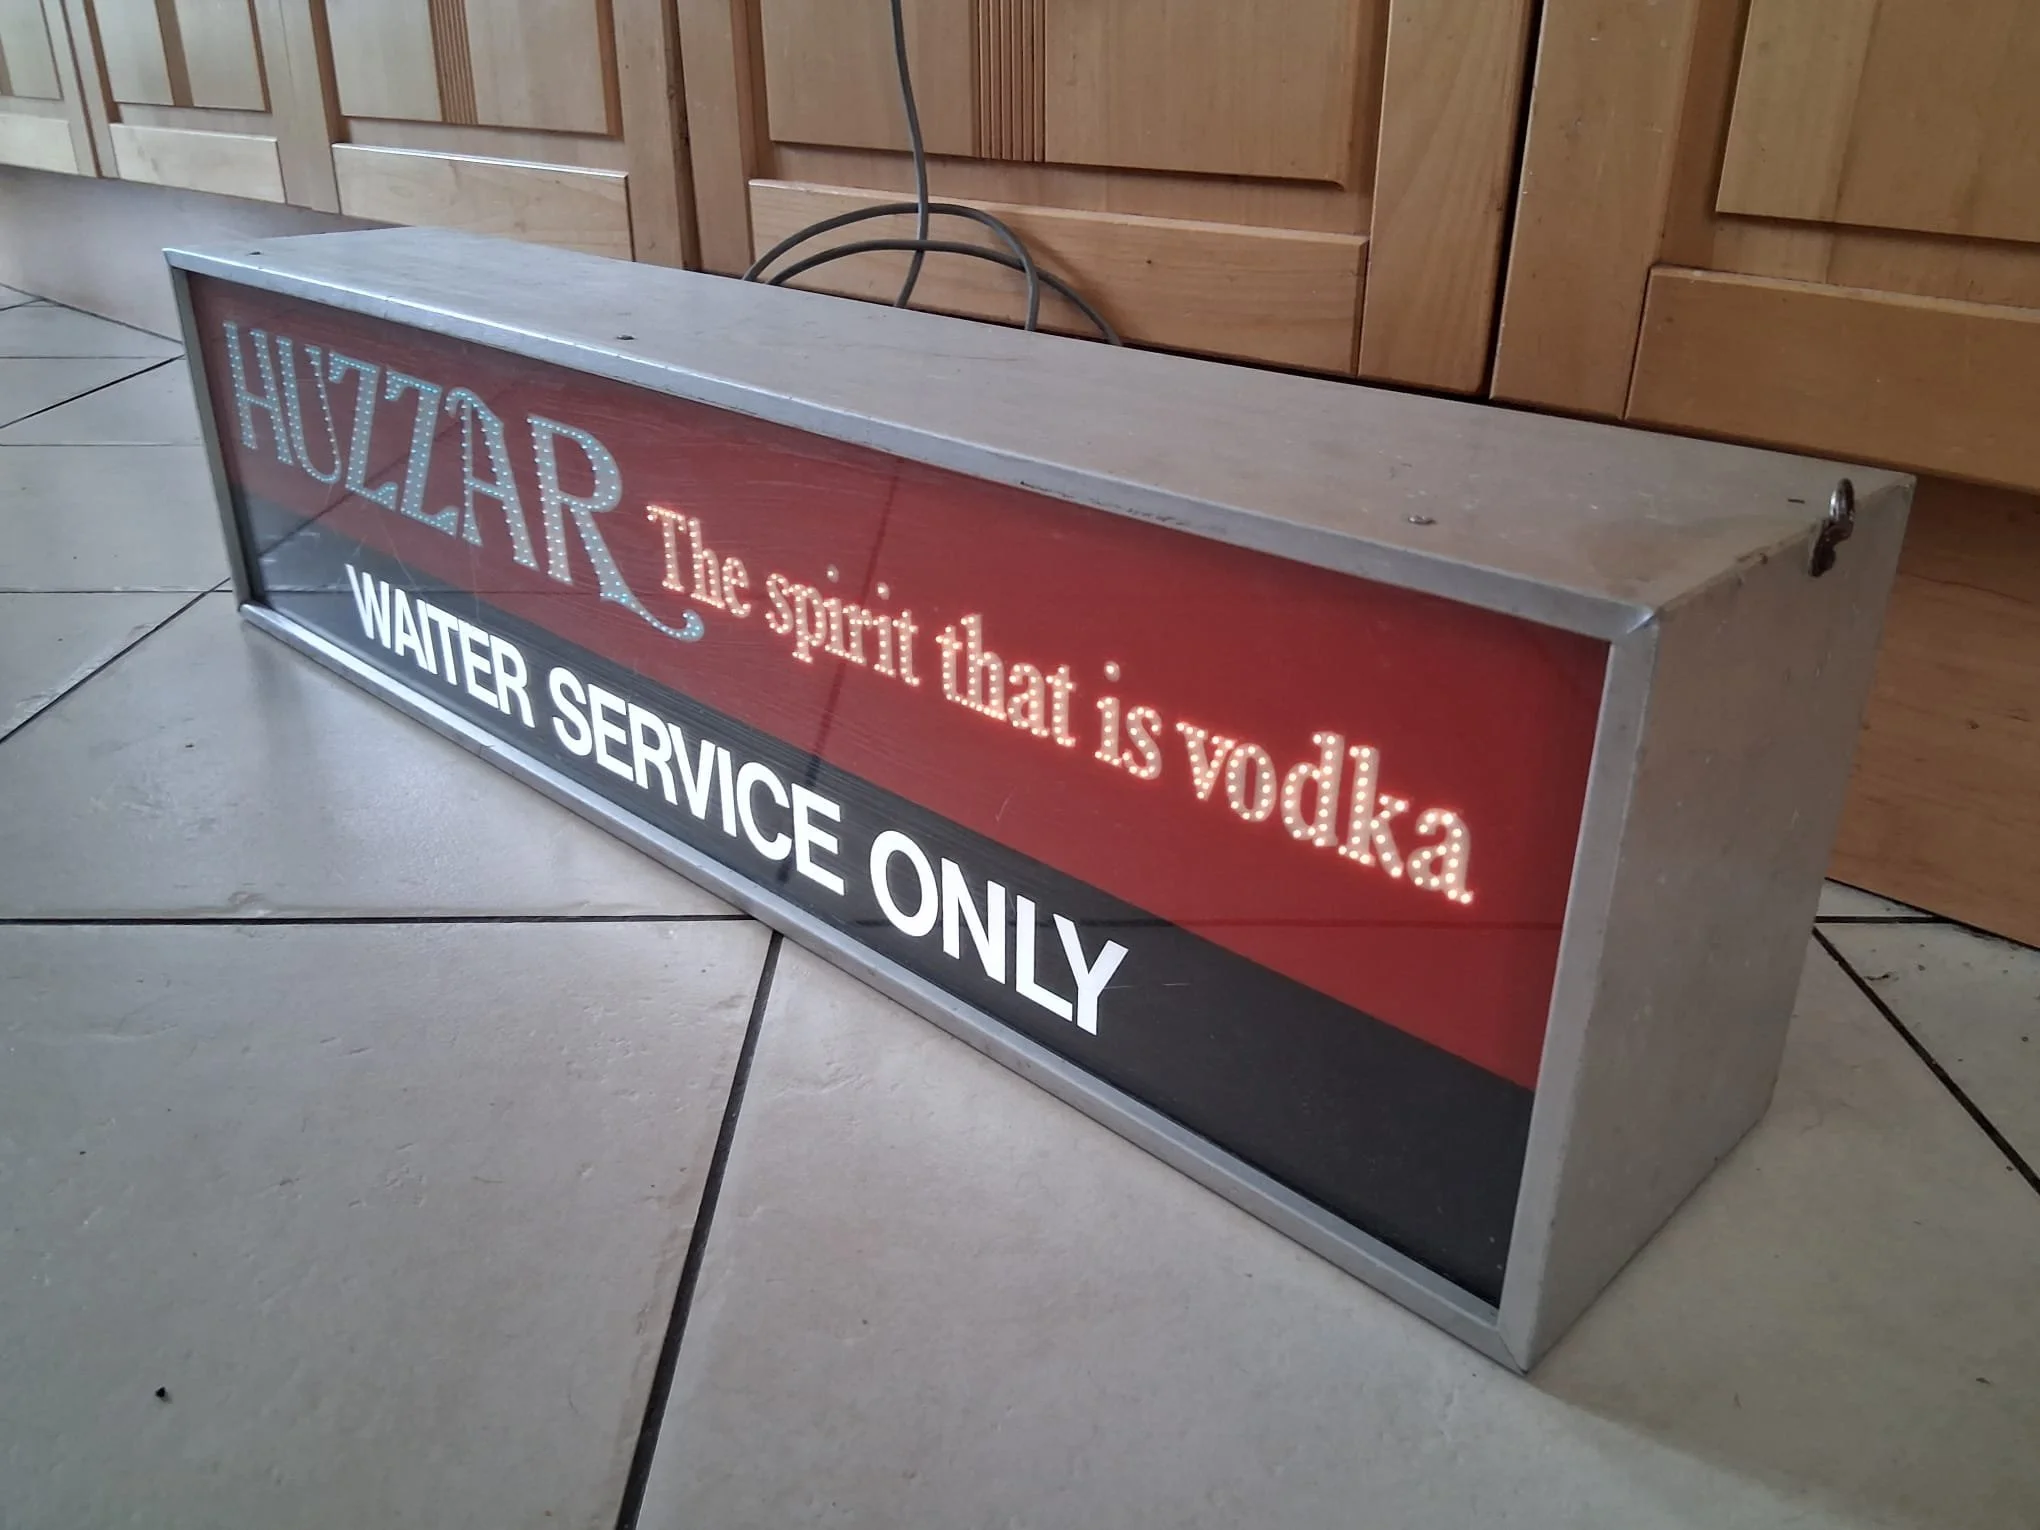 HUZZAR The spirit that is vodka
WAITER SERVICE ONLY